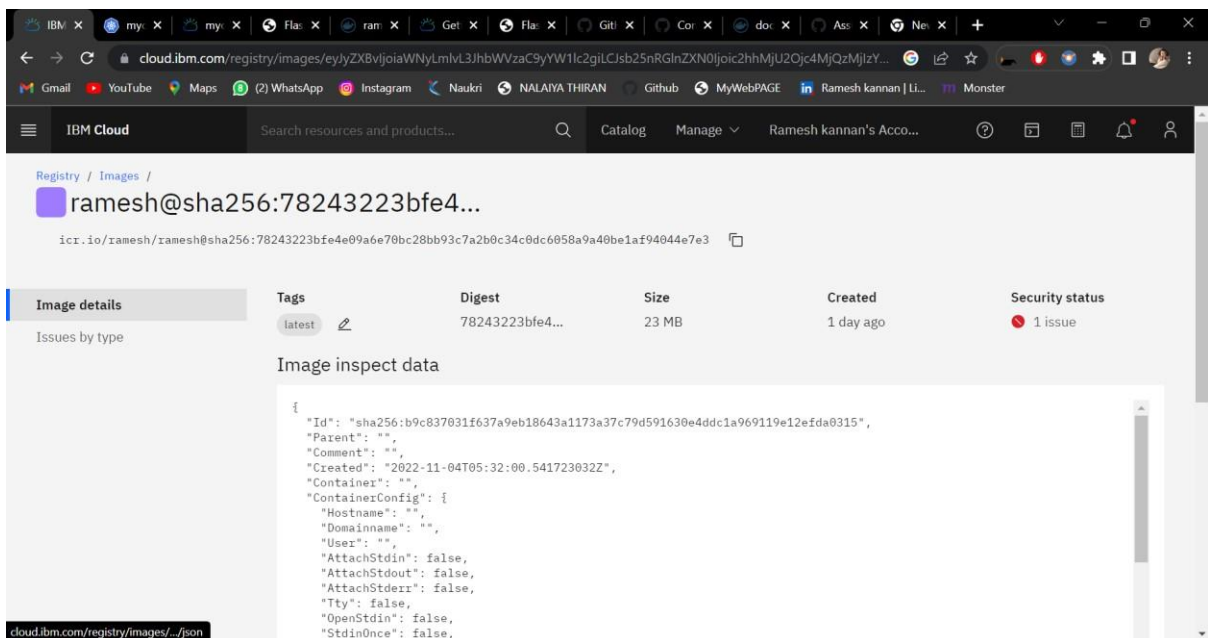 IBM
myc
myc
Flas
ram
Get
Flas
Gitl
Cor
doc
Ass
Nev
cloud.ibm.com/registry/images/
Gmail
YouTube
Maps
(2) WhatsApp
Instagram
Naukri
NALAIYA THIRAN
Github
MyWebPAGE
Ramesh kannan | Li...
Monster
IBM Cloud
Search resources and products...
Catalog
Manage
Ramesh kannan's Acco...
Registry / Images /
ramesh@sha256:78243223bfe4...
icr.io/ramesh/ramesh@sha256:78243223bfe4e09a6e70bc28bb93c7a2b0c34c0dc6058a9a40be1af94044e7e3
Image details
Issues by type
Tags
Digest
Size
Created
Security status
latest
78243223bfe4...
23 MB
1 day ago
1 issue
Image inspect data
{
"Id": "sha256:b9c837031f637a9eb18643a1173a37c79d591630e4ddc1a969119e12efda0315",
"Parent": "",
"Comment": "",
"Created": "2022-11-04T05:32:00.541723032Z",
"Container": "",
"ContainerConfig": {
"Hostname": "",
"Domainname": "",
"User": "",
"AttachStdin": false,
"AttachStdout": false,
"AttachStderr": false,
"Tty": false,
"OpenStdin": false,
"StdinOnce": false,
cloud.ibm.com/registry/images/.../json